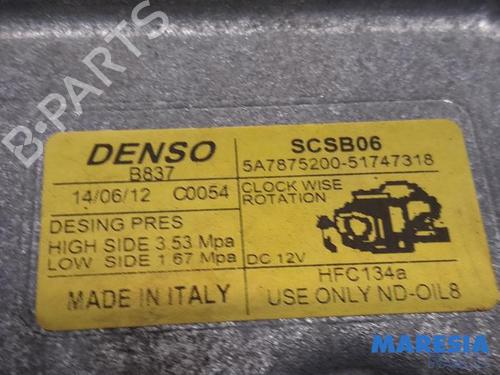 DENSO
B837
14/06/12 C0054
DESING PRES
HIGH SIDE 3 53 Mpa
LOW SIDE 1 67 Mpa
MADE IN ITALY
SCSB06
5A7875200-51747318
CLOCK WISE
ROTATION
DC 12V
HFC134a
USE ONLY ND-OIL8
B-PARTS
MARESIA